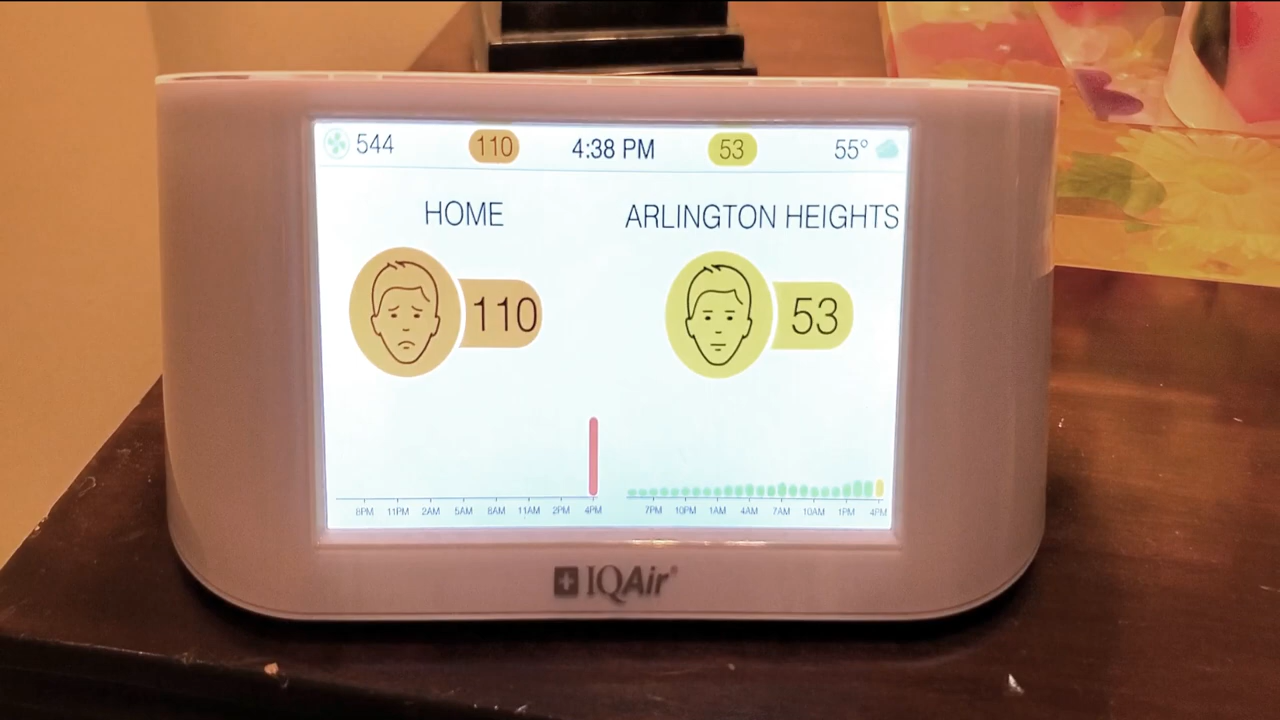 544 110 4:38 PM 53 55°
HOME
ARLINGTON HEIGHTS
110
53
8PM 11PM 2AM 5AM 8AM 11AM 2PM 4PM
7PM 10PM 1AM 4AM 7AM 10AM 1PM 4PM
IQAir®